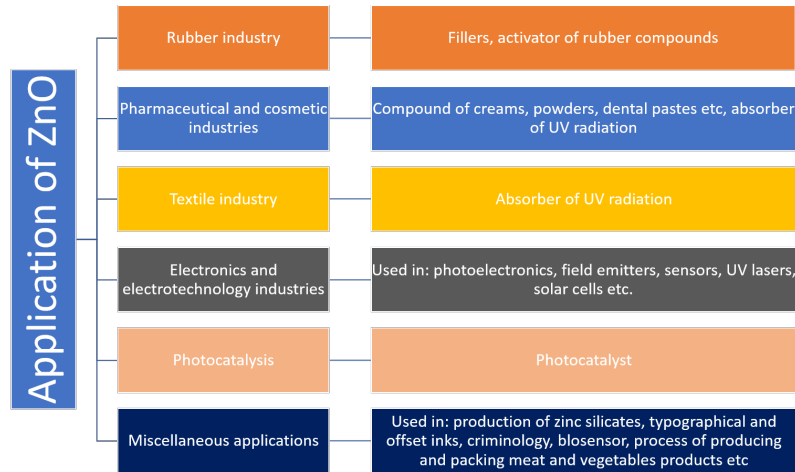 Application of ZnO
Rubber industry
Fillers, activator of rubber compounds
Pharmaceutical and cosmetic
industries
Compound of creams, powders, dental pastes etc, absorber
of UV radiation
Textile industry
Absorber of UV radiation
Electronics and
electrotechnology industries
Used in: photoelectronics, field emitters, sensors, UV lasers,
solar cells etc.
Photocatalysis
Photocatalyst
Miscellaneous applications
Used in: production of zinc silicates, typographical and
offset inks, criminology, blosensor, process of producing
and packing meat and vegetables products etc